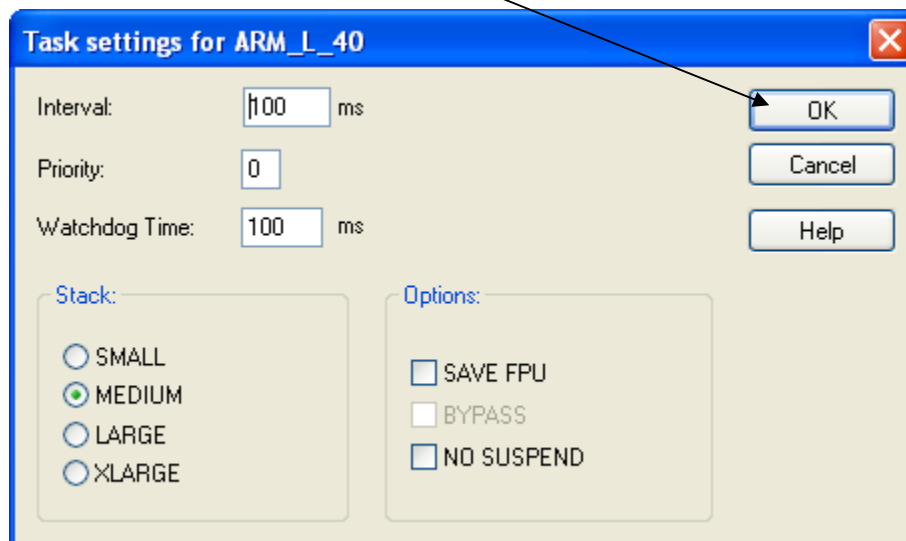 Task settings for ARM_L_40
Interval: 100 ms
OK
Priority: 0
Cancel
Watchdog Time: 100 ms
Help
Stack:
Options:
SMALL
MEDIUM
LARGE
XLARGE
SAVE FPU
BYPASS
NO SUSPEND